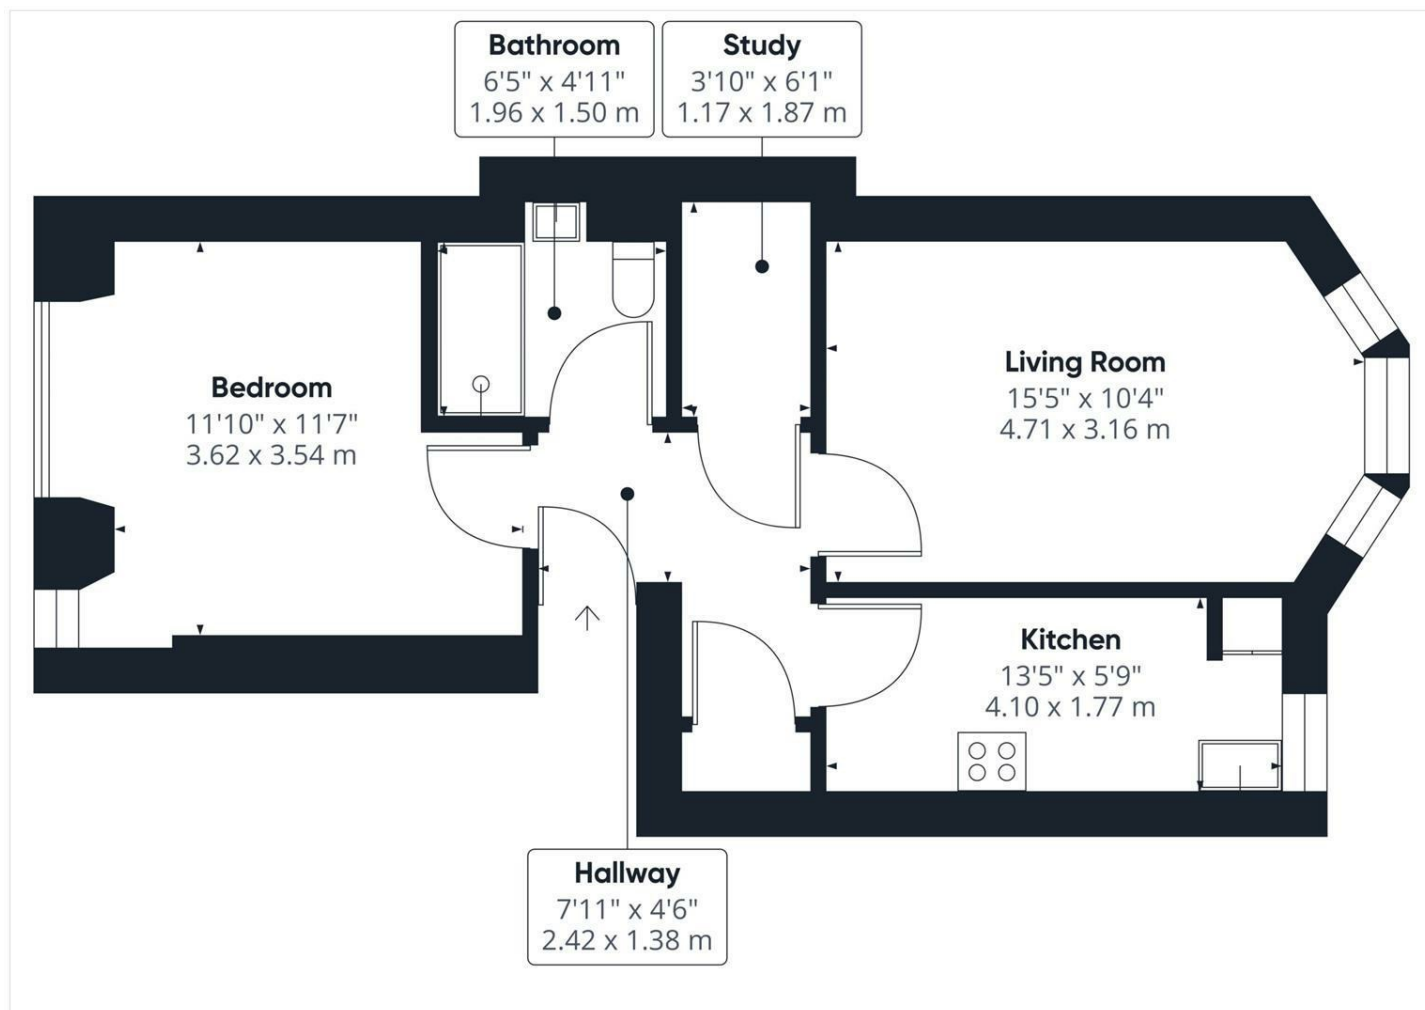 Bathroom
6'5" x 4'11"
1.96 x 1.50 m
Study
3'10" x 6'1"
1.17 x 1.87 m
Bedroom
11'10" x 11'7"
3.62 x 3.54 m
Living Room
15'5" x 10'4"
4.71 x 3.16 m
Kitchen
13'5" x 5'9"
4.10 x 1.77 m
Hallway
7'11" x 4'6"
2.42 x 1.38 m